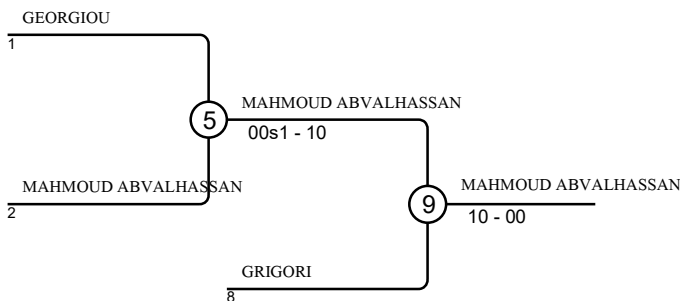 GEORGIOU
1
5
MAHMOUD ABVALHASSAN
00s1 - 10
MAHMOUD ABVALHASSAN
2
9
MAHMOUD ABVALHASSAN
10 - 00
GRIGORI
8